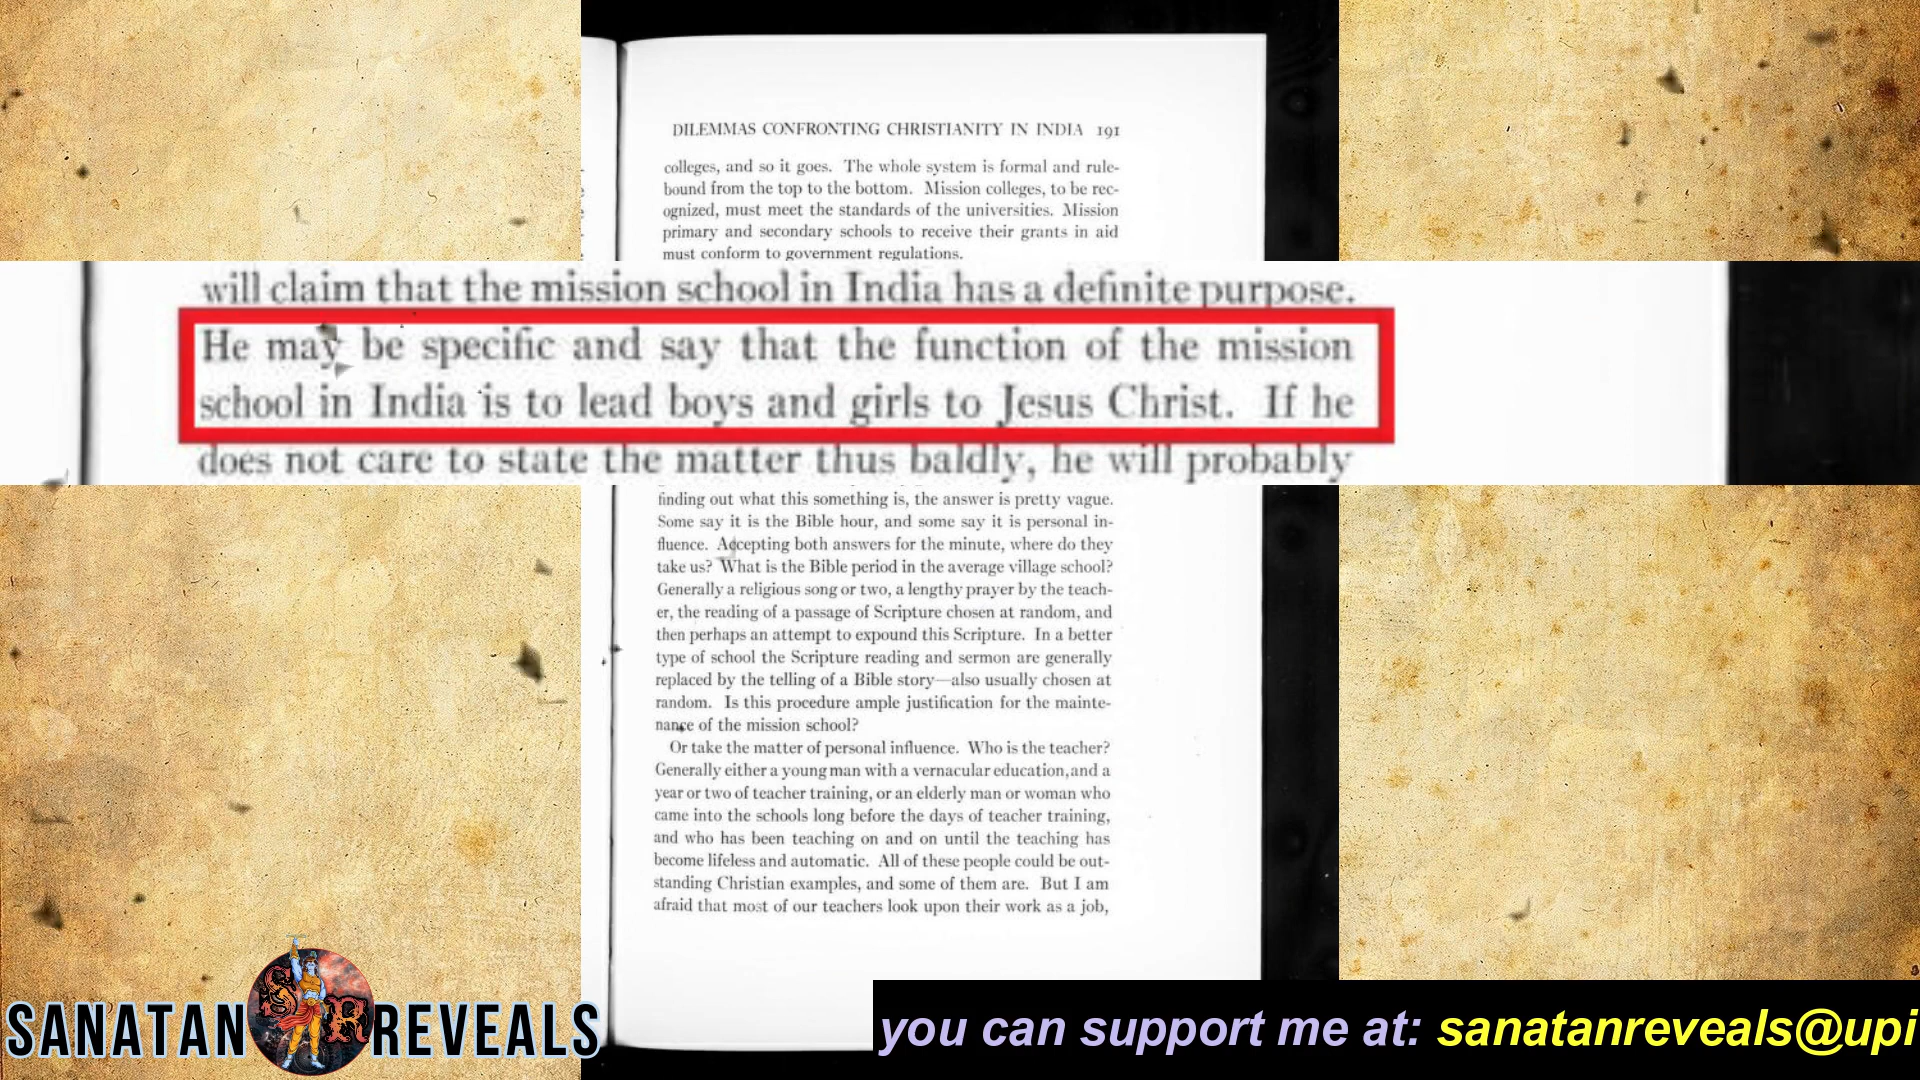 DILEMMAS CONFRONTING CHRISTIANITY IN INDIA 191
colleges, and so it goes. The whole system is formal and rule-
bound from the top to the bottom. Mission colleges, to be rec-
ognized, must meet the standards of the universities. Mission
primary and secondary schools to receive their grants in aid
must conform to government regulations.
will claim that the mission school in India has a definite purpose.
He may be specific and say that the function of the mission
school in India is to lead boys and girls to Jesus Christ. If he
does not care to state the matter thus baldly, he will probably
finding out what this something is, the answer is pretty vague.
Some say it is the Bible hour, and some say it is personal in-
fluence. Accepting both answers for the minute, where do they
take us? What is the Bible period in the average village school?
Generally a religious song or two, a lengthy prayer by the teach-
er, the reading of a passage of Scripture chosen at random, and
then perhaps an attempt to expound this Scripture. In a better
type of school the Scripture reading and sermon are generally
replaced by the telling of a Bible story—also usually chosen at
random. Is this procedure ample justification for the mainte-
nance of the mission school?
Or take the matter of personal influence. Who is the teacher?
Generally either a young man with a vernacular education, and a
year or two of teacher training, or an elderly man or woman who
came into the schools long before the days of teacher training,
and who has been teaching on and on until the teaching has
become lifeless and automatic. All of these people could be out-
standing Christian examples, and some of them are. But I am
afraid that most of our teachers look upon their work as a job,
SANATAN SR REVEALS
you can support me at: sanatanreveals@upi